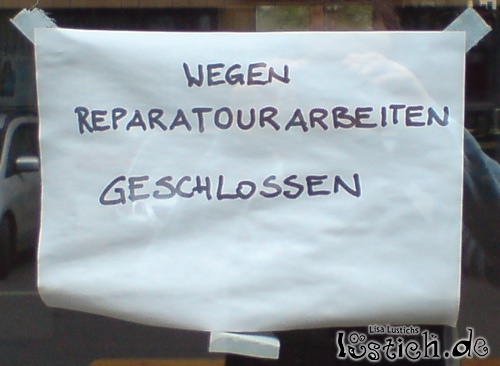 WEGEN
REPARATOURARBEITEN
GESCHLOSSEN
Lisa Lustichs
lustich.de